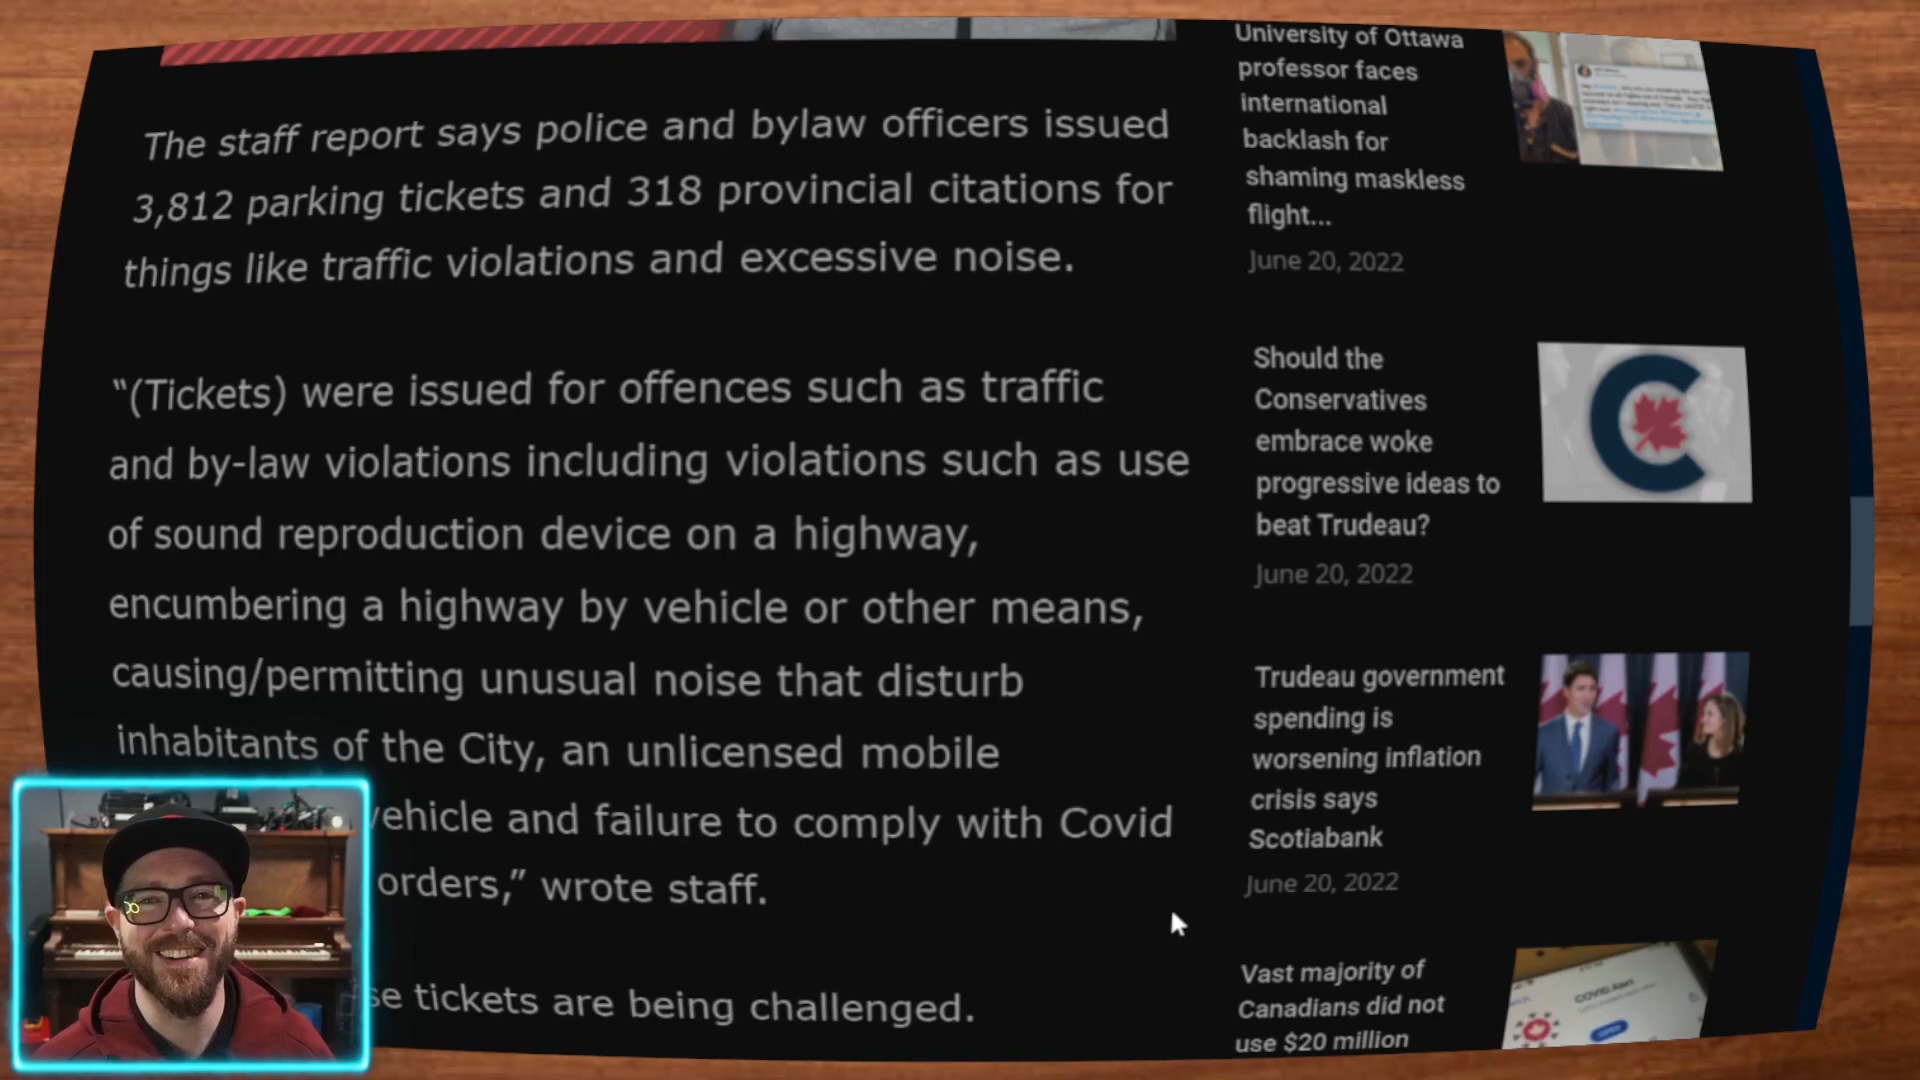 The staff report says police and bylaw officers issued
3,812 parking tickets and 318 provincial citations for
things like traffic violations and excessive noise.
“(Tickets) were issued for offences such as traffic
and by-law violations including violations such as use
of sound reproduction device on a highway,
encumbering a highway by vehicle or other means,
causing/permitting unusual noise that disturb
inhabitants of the City, an unlicensed mobile
vehicle and failure to comply with Covid
orders,” wrote staff.
tickets are being challenged.
University of Ottawa
professor faces
international
backlash for
shaming maskless
flight...
June 20, 2022
Should the
Conservatives
embrace woke
progressive ideas to
beat Trudeau?
June 20, 2022
Trudeau government
spending is
worsening inflation
crisis says
Scotiabank
June 20, 2022
Vast majority of
Canadians did not
use $20 million
COVID Alert